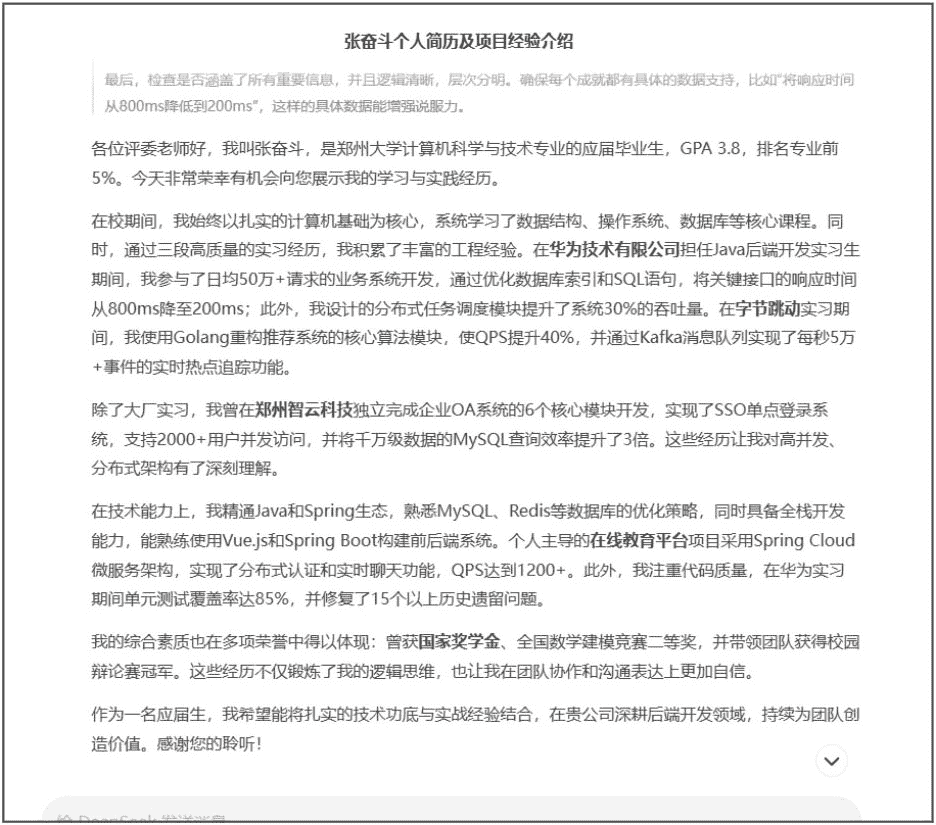 张奋斗个人简历及项目经验介绍
最后，检查是否涵盖了所有重要信息，并且逻辑清晰，层次分明。确保每个成就都有具体的数据支持，比如“将响应时间
从800ms降低到200ms”，这样的具体数据能增强说服力。
各位评委老师好，我叫张奋斗，是郑州大学计算机科学与技术专业的应届毕业生，GPA 3.8，排名专业前
5%。今天非常荣幸有机会向您展示我的学习与实践经历。
在校期间，我始终以扎实的计算机基础为核心，系统学习了数据结构、操作系统、数据库等核心课程。同
时，通过三段高质量的实习经历，我积累了丰富的工程经验。在华为技术有限公司担任Java后端开发实习生
期间，我参与了日均50万+请求的业务系统开发，通过优化数据库索引和SQL语句，将关键接口的响应时间
从800ms降至200ms；此外，我设计的分布式任务调度模块提升了系统30%的吞吐量。在字节跳动实习期
间，我使用Golang重构推荐系统的核心算法模块，使QPS提升40%，并通过Kafka消息队列实现了每秒5万
+事件的实时热点追踪功能。
除了大厂实习，我曾在郑州智云科技独立完成企业OA系统的6个核心模块开发，实现了SSO单点登录系
统，支持2000+用户并发访问，并将千万级数据的MySQL查询效率提升了3倍。这些经历让我对高并发、
分布式架构有了深刻理解。
在技术能力上，我精通Java和Spring生态，熟悉MySQL、Redis等数据库的优化策略，同时具备全栈开发
能力，能熟练使用Vue.js和Spring Boot构建前后端系统。个人主导的在线教育平台项目采用Spring Cloud
微服务架构，实现了分布式认证和实时聊天功能，QPS达到1200+。此外，我注重代码质量，在华为实习
期间单元测试覆盖率达85%，并修复了15个以上历史遗留问题。
我的综合素质也在多项荣誉中得以体现：曾获国家奖学金、全国数学建模竞赛二等奖，并带领团队获得校园
辩论赛冠军。这些经历不仅锻炼了我的逻辑思维，也让我在团队协作和沟通表达上更加自信。
作为一名应届生，我希望能将扎实的技术功底与实战经验结合，在贵公司深耕后端开发领域，持续为团队创
造价值。感谢您的聆听！
给 DeepSeek 发送消息